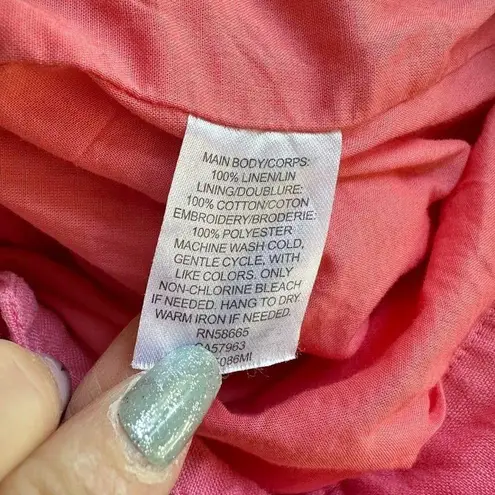 MAIN BODY/CORPS:
100% LINEN/LIN
LINING/DOUBLURE:
100% COTTON/COTON
EMBROIDERY/BRODERIE:
100% POLYESTER
MACHINE WASH COLD,
GENTLE CYCLE, WITH
LIKE COLORS. ONLY
NON-CHLORINE BLEACH
IF NEEDED. HANG TO DRY.
WARM IRON IF NEEDED.
RN58665
CA57963